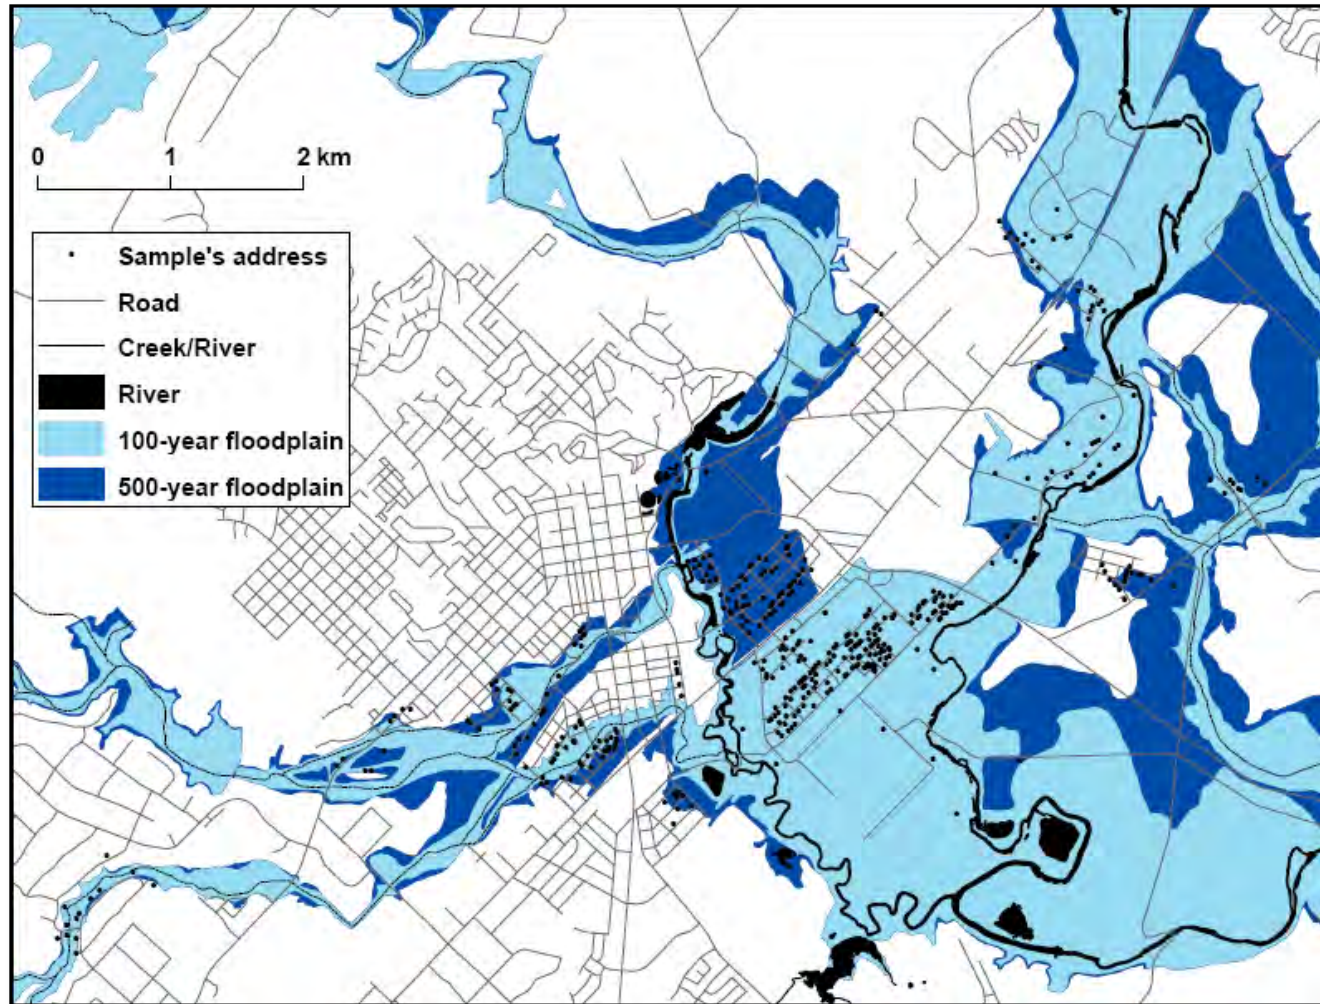 0 1 2 km
Sample's address
Road
Creek/River
River
100-year floodplain
500-year floodplain